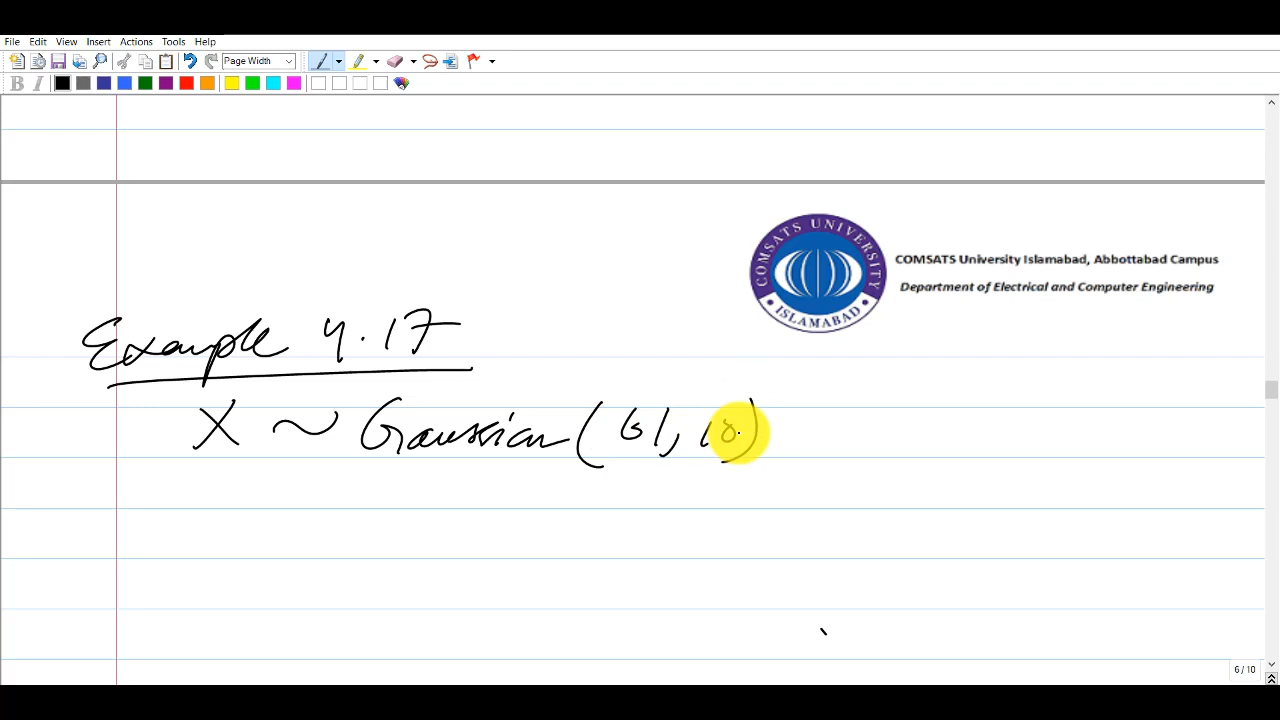 File Edit View Insert Actions Tools Help
Page Width
B I
COMSATS UNIVERSITY
ISLAMABAD
COMSATS University Islamabad, Abbottabad Campus
Department of Electrical and Computer Engineering
Example 4.17
X ~ Gaussian (61, 10)
6 / 10